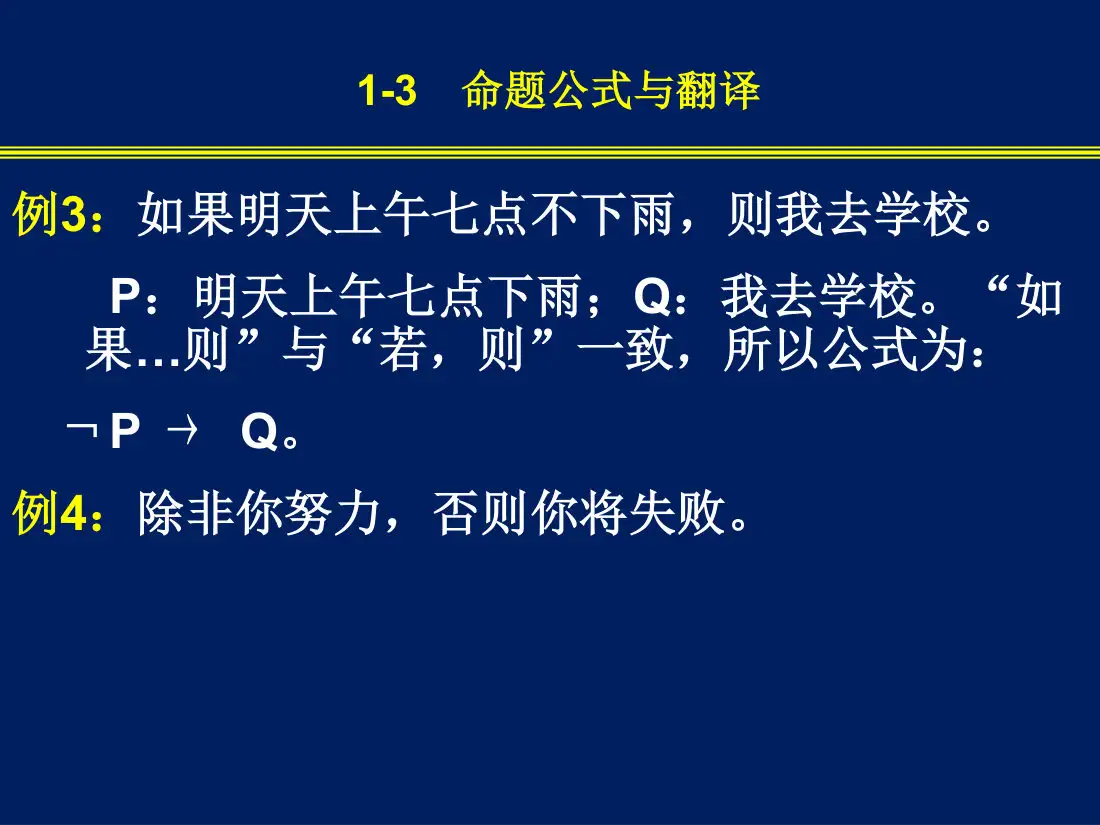 1-3 命题公式与翻译
例3：如果明天上午七点不下雨，则我去学校。
P：明天上午七点下雨；Q：我去学校。“如
果…则”与“若，则”一致，所以公式为：
¬P → Q。
例4：除非你努力，否则你将失败。